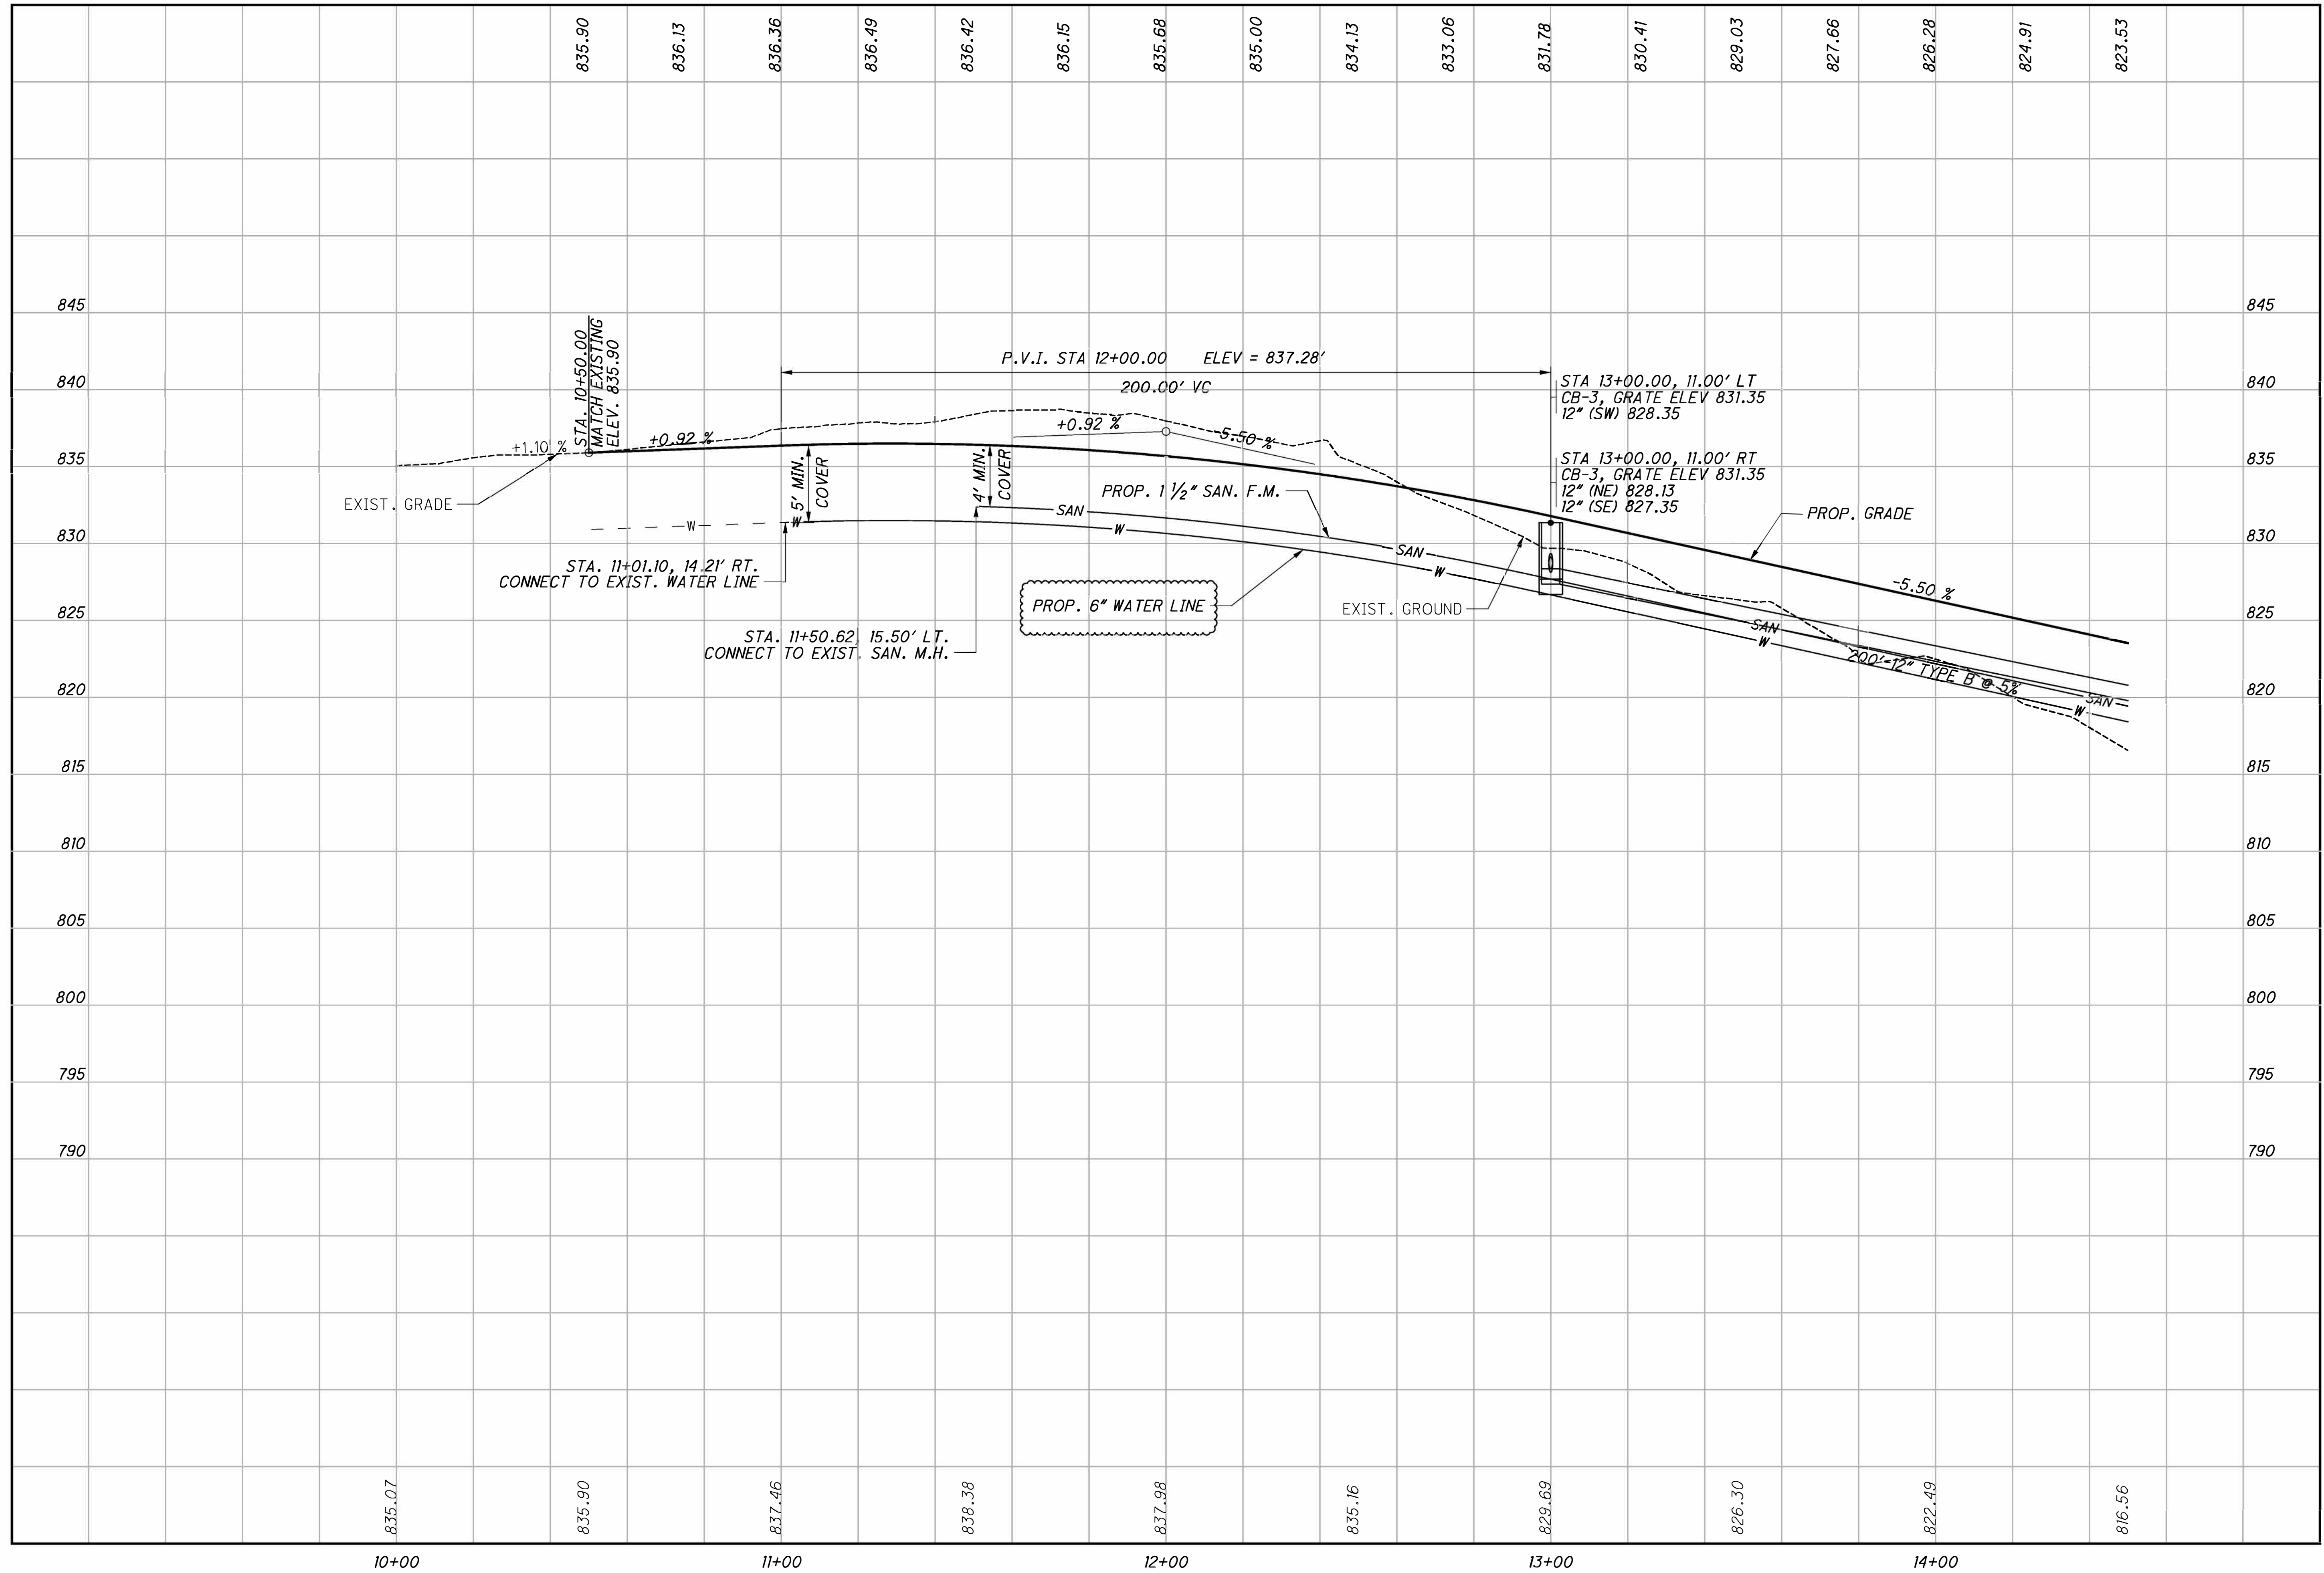 835.90
836.13
836.36
836.49
836.42
836.15
835.68
835.00
834.13
833.06
831.78
830.41
829.03
827.66
826.28
824.91
823.53
845
845
STA. 10+50.00
MATCH EXISTING
ELEV. 835.90
P.V.I. STA 12+00.00 ELEV = 837.28'
200.00' VC
840
840
STA 13+00.00, 11.00' LT
CB-3, GRATE ELEV 831.35
12" (SW) 828.35
+1.10 %
+0.92 %
+0.92 %
-5.50 %
835
835
STA 13+00.00, 11.00' RT
CB-3, GRATE ELEV 831.35
12" (NE) 828.13
12" (SE) 827.35
EXIST. GRADE
5' MIN.
COVER
4' MIN.
COVER
PROP. 1 1/2" SAN. F.M.
PROP. GRADE
W
W
SAN
W
SAN
W
830
830
STA. 11+01.10, 14.21' RT.
CONNECT TO EXIST. WATER LINE
PROP. 6" WATER LINE
EXIST. GROUND
-5.50 %
825
825
STA. 11+50.62, 15.50' LT.
CONNECT TO EXIST. SAN. M.H.
SAN
W
200'-12" TYPE B @ 5%
SAN
W
820
820
815
815
810
810
805
805
800
800
795
795
790
790
835.07
835.90
837.46
838.38
837.98
835.16
829.69
826.30
822.49
816.56
10+00
11+00
12+00
13+00
14+00